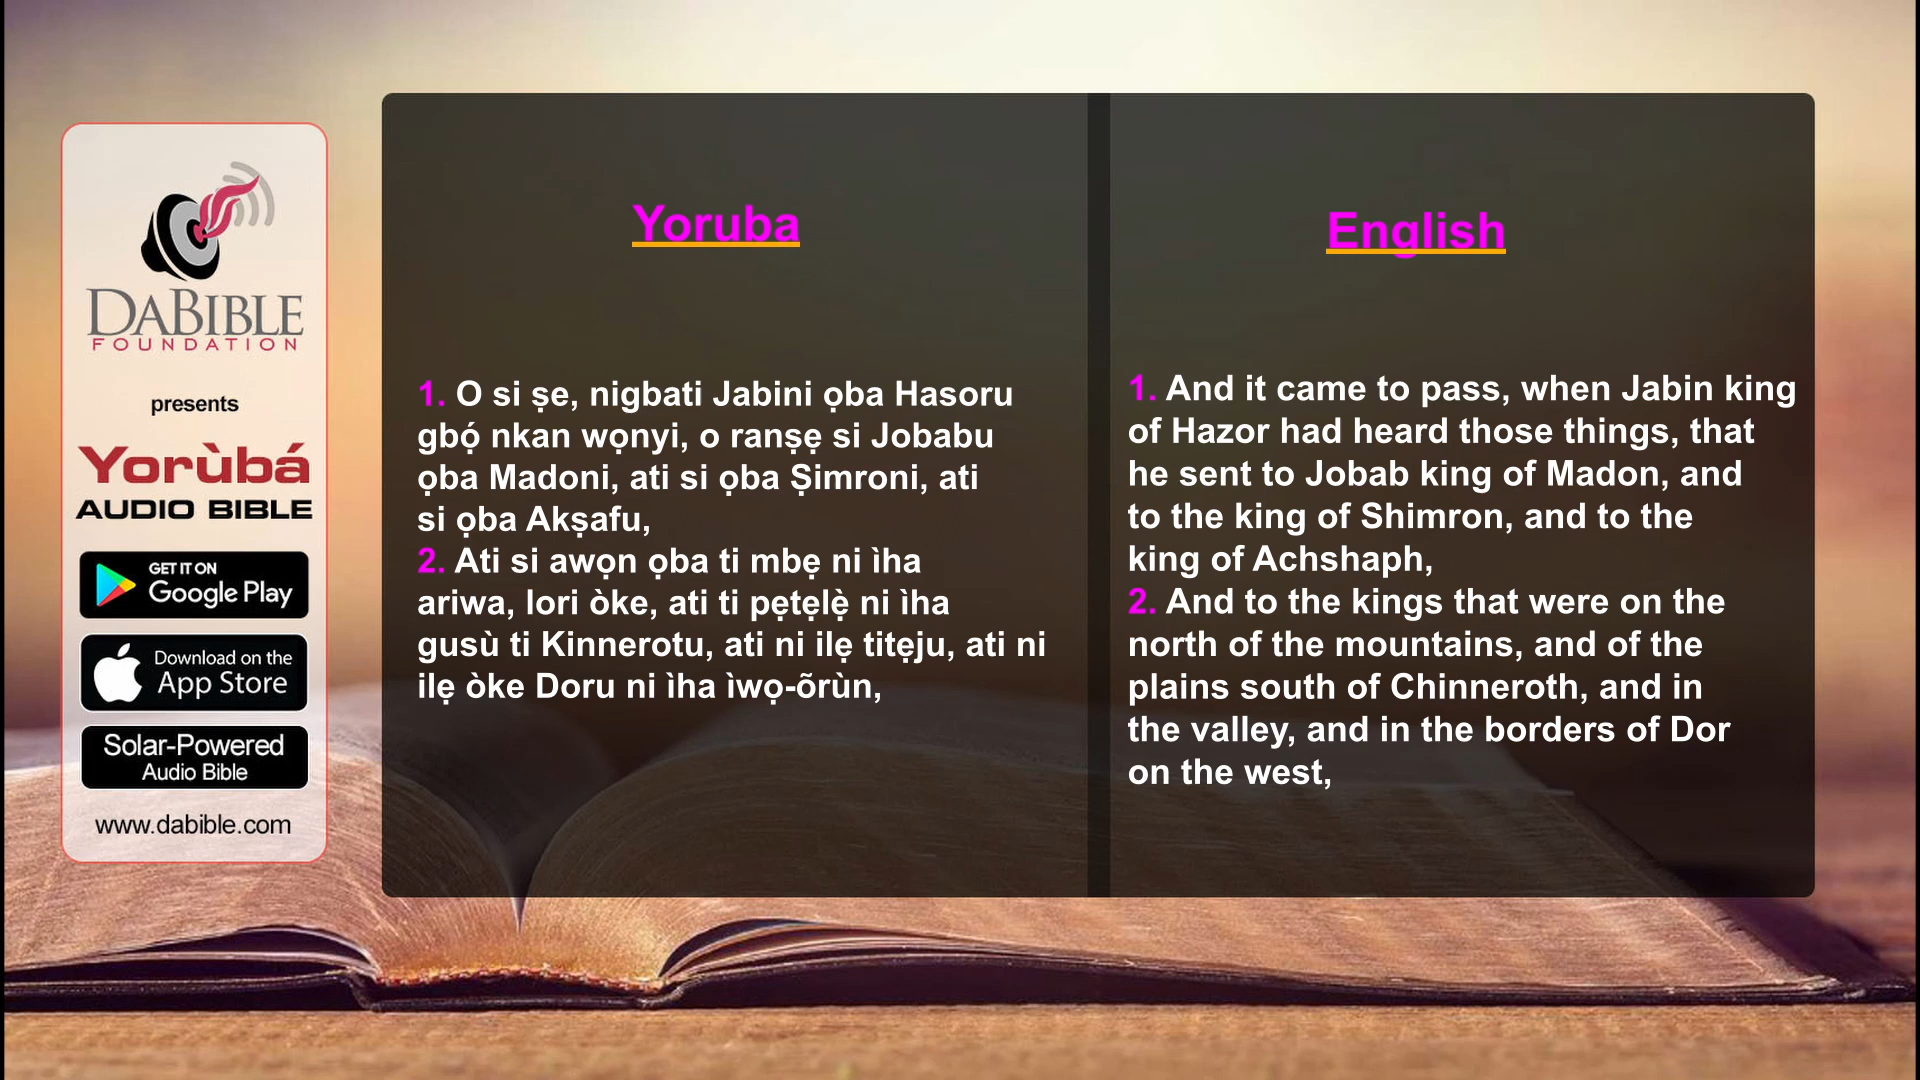 DABIBLE
FOUNDATION
presents
Yorùbá
AUDIO BIBLE
GET IT ON
Google Play
Download on the
App Store
Solar-Powered
Audio Bible
www.dabible.com
Yoruba
1. O si ṣe, nigbati Jabini ọba Hasoru
gbọ́ nkan wọnyi, o ranṣẹ si Jobabu
ọba Madoni, ati si ọba Ṣimroni, ati
si ọba Akṣafu,
2. Ati si awọn ọba ti mbẹ ni ìha
ariwa, lori òke, ati ti pẹtẹlẹ̀ ni ìha
gusù ti Kinnerotu, ati ni ilẹ titẹju, ati ni
ilẹ òke Doru ni ìha ìwọ-õrùn,
English
1. And it came to pass, when Jabin king
of Hazor had heard those things, that
he sent to Jobab king of Madon, and
to the king of Shimron, and to the
king of Achshaph,
2. And to the kings that were on the
north of the mountains, and of the
plains south of Chinneroth, and in
the valley, and in the borders of Dor
on the west,